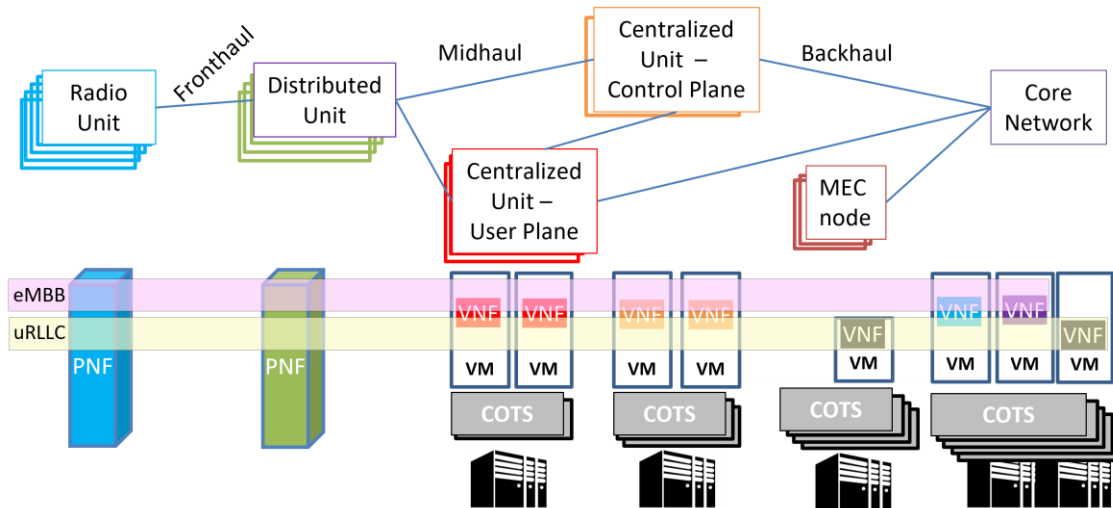 Radio
Unit
Fronthaul
Distributed
Unit
Midhaul
Centralized
Unit –
Control Plane
Backhaul
Core
Network
Centralized
Unit –
User Plane
MEC
node
eMBB
uRLLC
PNF
PNF
VNF
VM
VNF
VM
VNF
VM
VNF
VM
VNF
VM
VNF
VM
VNF
VM
VNF
VM
COTS
COTS
COTS
COTS